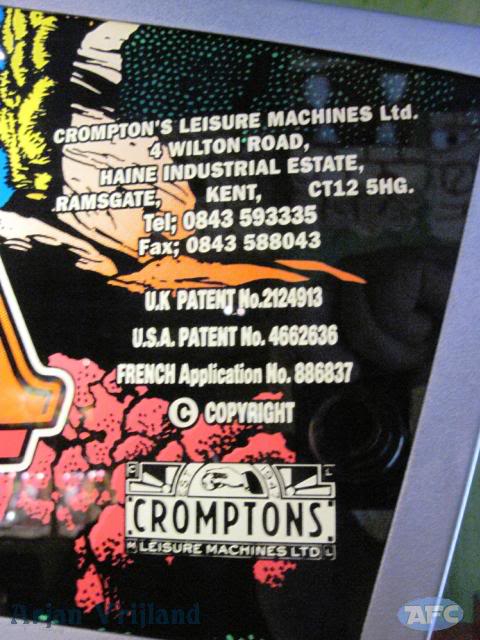 CROMPTON'S LEISURE MACHINES Ltd.
4 WILTON ROAD,
HAINE INDUSTRIAL ESTATE,
RAMSGATE, KENT, CT12 5HG.
Tel; 0843 593335
Fax; 0843 588043
U.K PATENT No.2124913
U.S.A. PATENT No. 4662636
FRENCH Application No. 886837
© COPYRIGHT
CROMPTONS
LEISURE MACHINES LTD
Arjan Vrijland
AFC